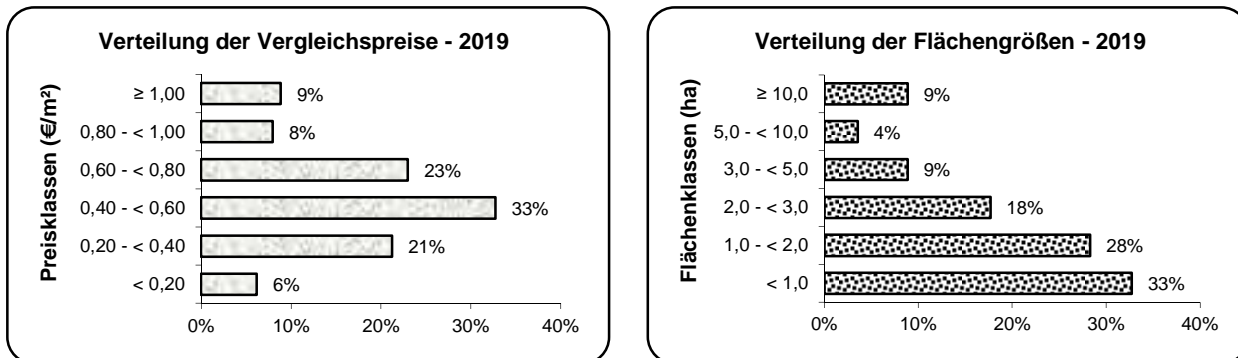 Verteilung der Vergleichspreise - 2019
Preisklassen (€/m²)
≥ 1,00 9%
0,80 - < 1,00 8%
0,60 - < 0,80 23%
0,40 - < 0,60 33%
0,20 - < 0,40 21%
< 0,20 6%
0% 10% 20% 30% 40%
Verteilung der Flächengrößen - 2019
Flächenklassen (ha)
≥ 10,0 9%
5,0 - < 10,0 4%
3,0 - < 5,0 9%
2,0 - < 3,0 18%
1,0 - < 2,0 28%
< 1,0 33%
0% 10% 20% 30% 40%